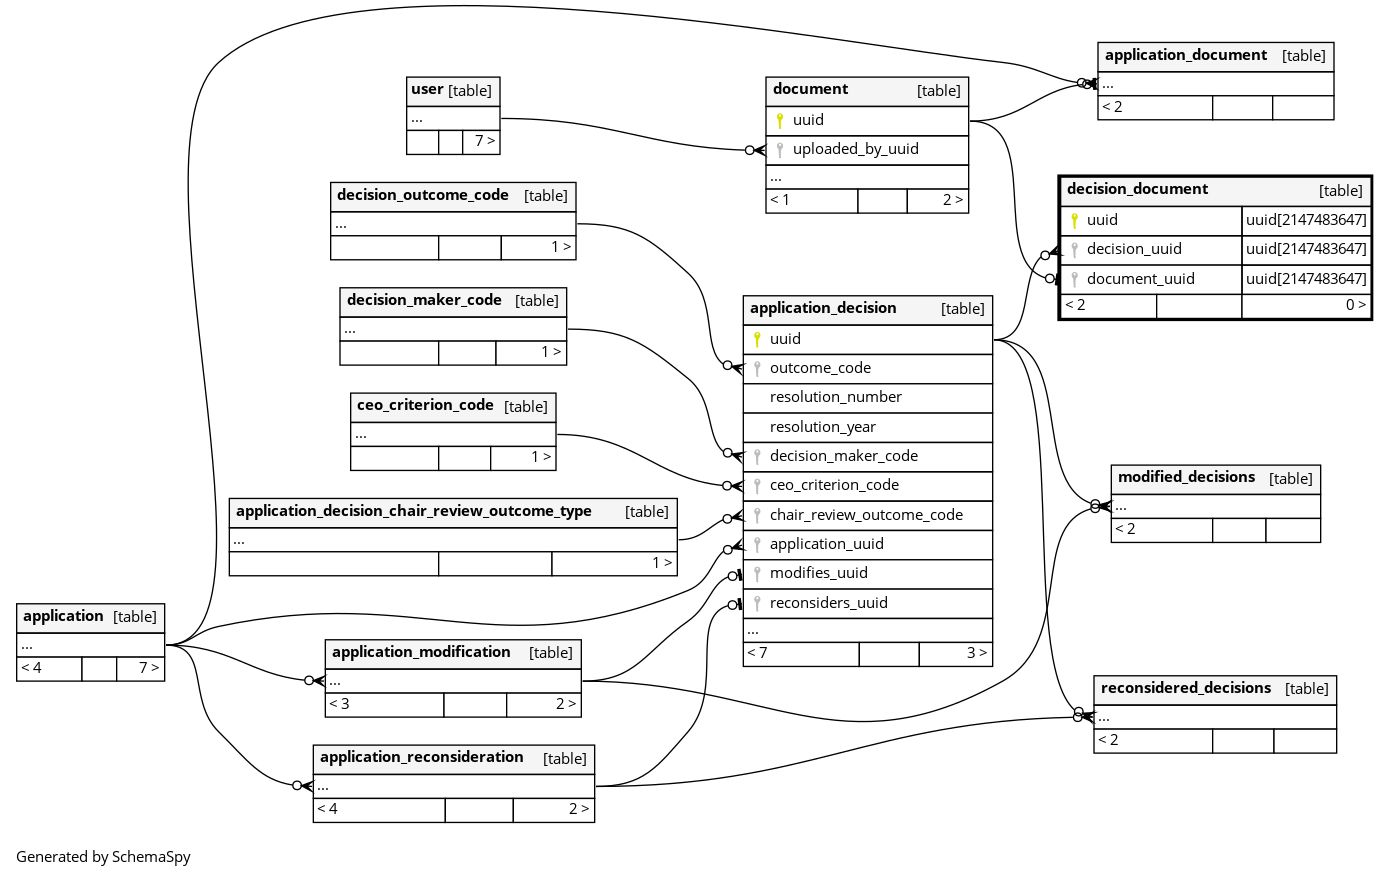 application_document [table]
...
< 2
user [table]
...
7 >
document [table]
uuid
uploaded_by_uuid
...
< 1 2 >
decision_document [table]
uuid uuid[2147483647]
decision_uuid uuid[2147483647]
document_uuid uuid[2147483647]
< 2 0 >
decision_outcome_code [table]
...
1 >
decision_maker_code [table]
...
1 >
ceo_criterion_code [table]
...
1 >
application_decision_chair_review_outcome_type [table]
...
1 >
application_decision [table]
uuid
outcome_code
resolution_number
resolution_year
decision_maker_code
ceo_criterion_code
chair_review_outcome_code
application_uuid
modifies_uuid
reconsiders_uuid
...
< 7 3 >
modified_decisions [table]
...
< 2
application [table]
...
< 4 7 >
application_modification [table]
...
< 3 2 >
reconsidered_decisions [table]
...
< 2
application_reconsideration [table]
...
< 4 2 >
Generated by SchemaSpy